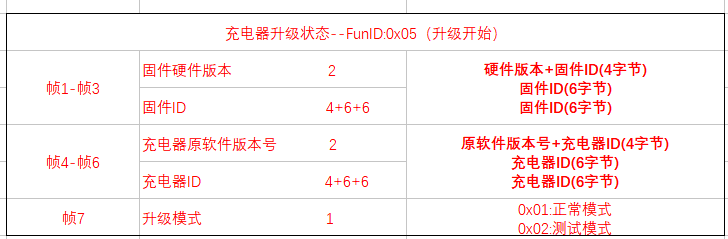 充电器升级状态--FunID:0x05（升级开始）
帧1-帧3
固件硬件版本 2
固件ID 4+6+6
硬件版本+固件ID(4字节)
固件ID(6字节)
固件ID(6字节)
帧4-帧6
充电器原软件版本号 2
充电器ID 4+6+6
原软件版本号+充电器ID(4字节)
充电器ID(6字节)
充电器ID(6字节)
帧7
升级模式 1
0x01:正常模式
0x02:测试模式